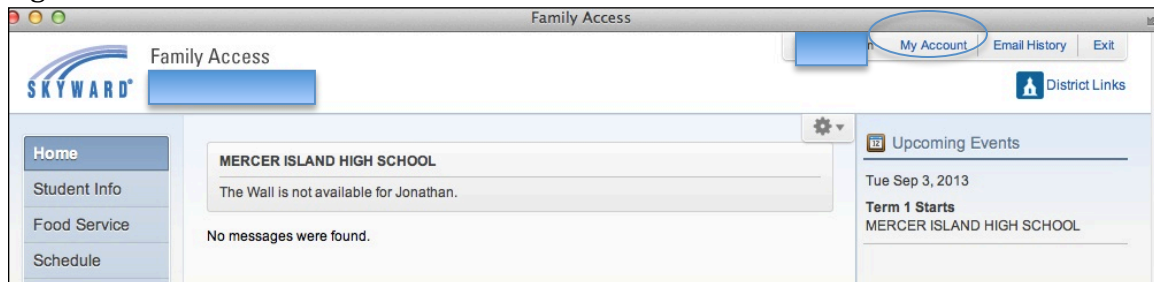 Family Access
My Account
Email History
Exit
SKYWARD®
Family Access
District Links
Home
Student Info
Food Service
Schedule
MERCER ISLAND HIGH SCHOOL
The Wall is not available for Jonathan.
No messages were found.
12
Upcoming Events
Tue Sep 3, 2013
Term 1 Starts
MERCER ISLAND HIGH SCHOOL